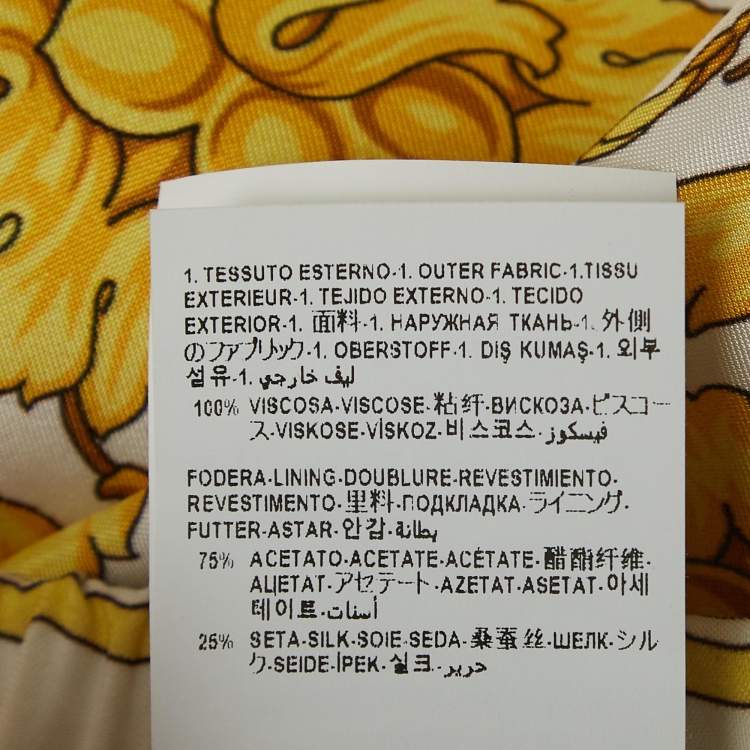 1. TESSUTO ESTERNO-1. OUTER FABRIC-1.TISSU
EXTERIEUR-1. TEJIDO EXTERNO-1. TECIDO
EXTERIOR-1. 面料-1. НАРУЖНАЯ ТКАНЬ-1. 外側
のファブリック-1. OBERSTOFF-1. DIŞ KUMAŞ-1. 외부
섬유-1. ليف خارجي
100% VISCOSA-VISCOSE-粘纤-ВИСКОЗА-ビスコー
ス-VISKOSE-VİSKOZ-비스코스-فيسكوز
FODERA-LINING-DOUBLURE-REVESTIMIENTO-
REVESTIMENTO-里料-ПОДКЛАДКА-ライニング-
FUTTER-ASTAR-안감-بطانة
75% ACETATO-ACETATE-ACÉTATE-醋酯纤维-
АЦЕТАТ-アセテート-AZETAT-ASETAT-아세
테이트-أسيتات
25% SETA-SILK-SOIE-SEDA-桑蚕丝-ШЕЛК-シル
ク-SEIDE-İPEK-실크-حرير